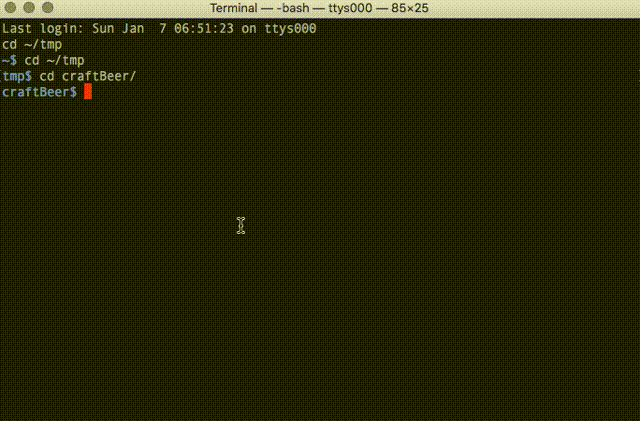 Terminal — -bash — ttys000 — 85×25
Last login: Sun Jan  7 06:51:23 on ttys000
cd ~/tmp
~$ cd ~/tmp
tmp$ cd craftBeer/
craftBeer$